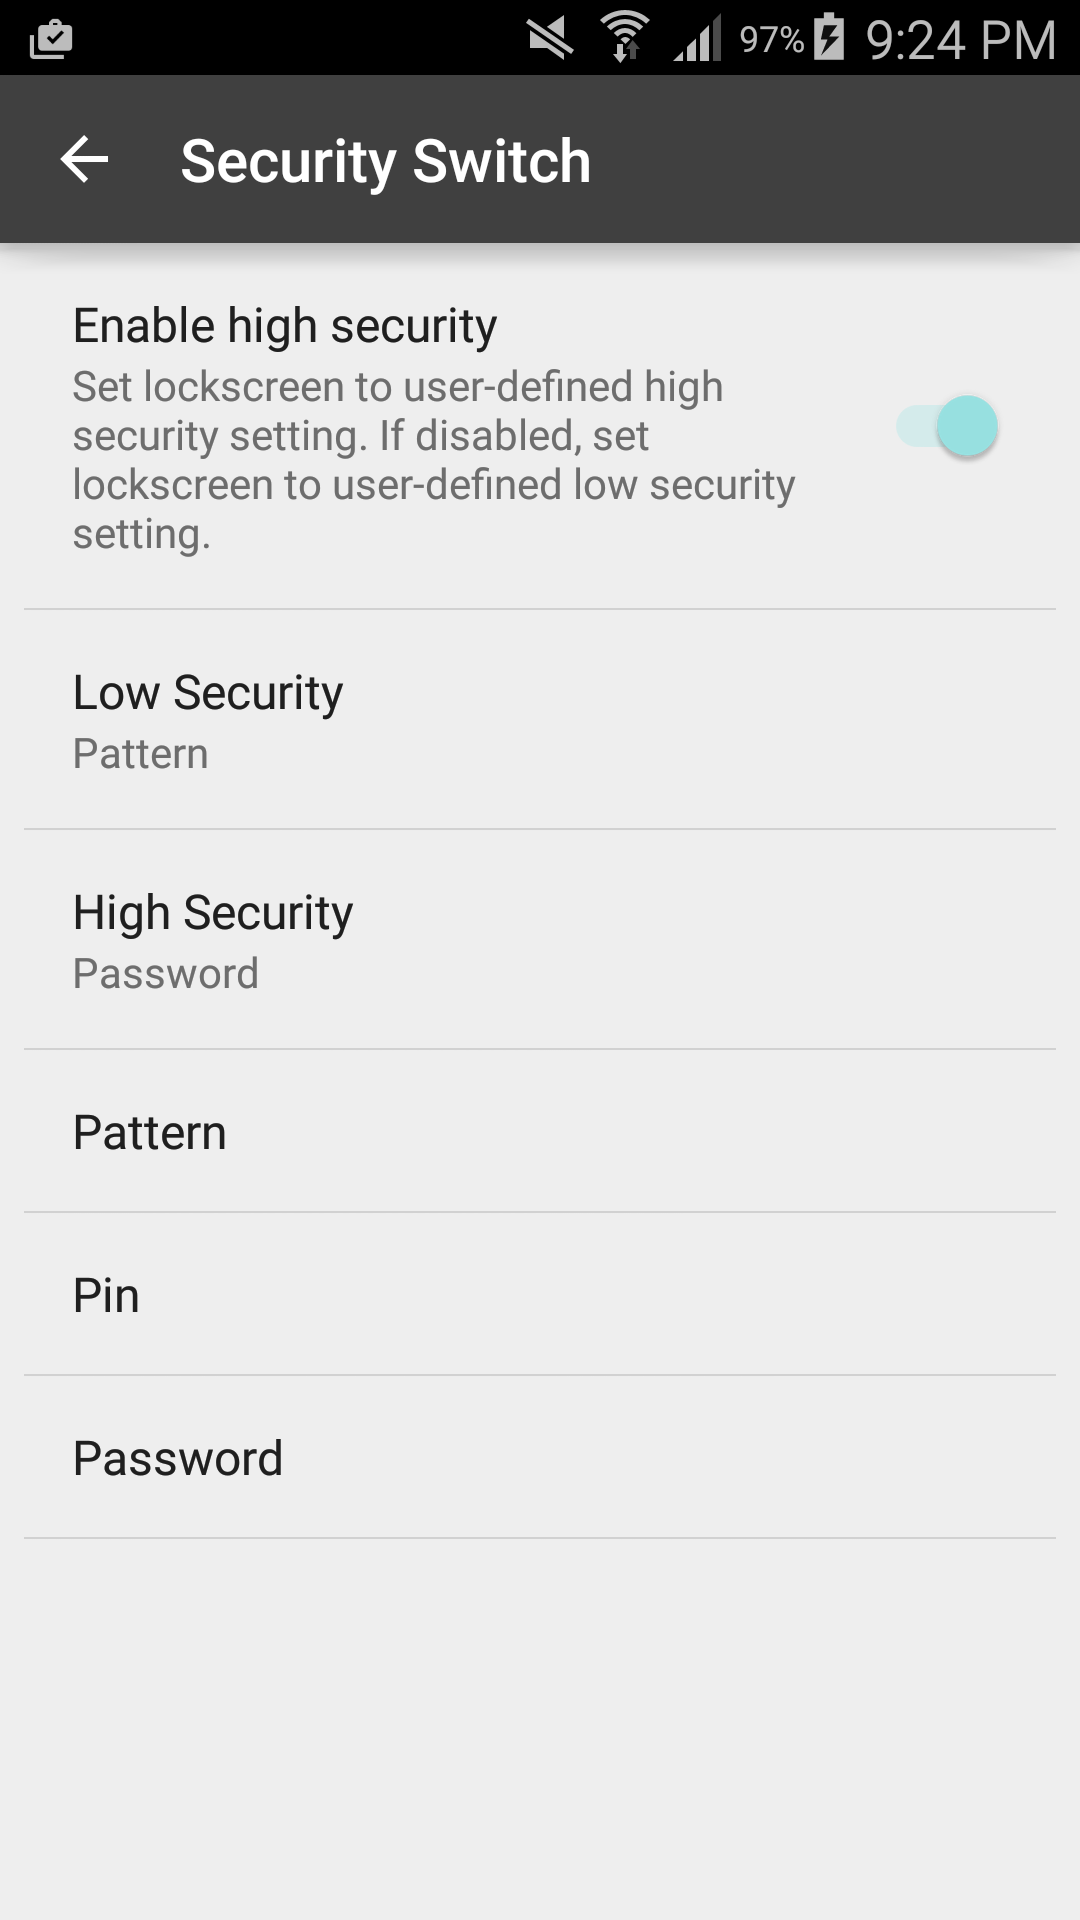 97% 9:24 PM
Security Switch
Enable high security
Set lockscreen to user-defined high
security setting. If disabled, set
lockscreen to user-defined low security
setting.
Low Security
Pattern
High Security
Password
Pattern
Pin
Password